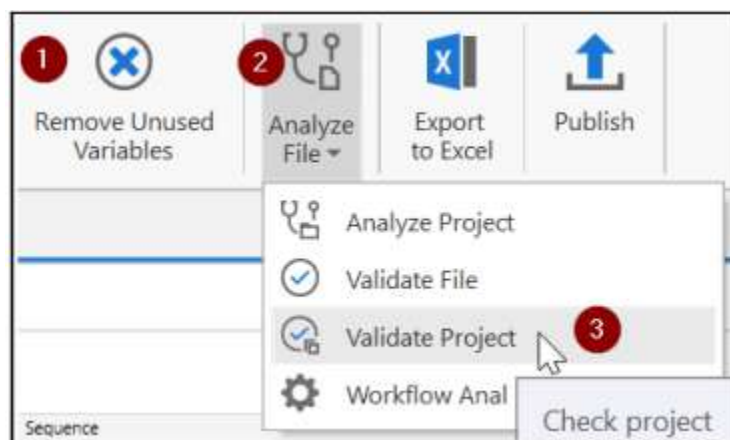 1
Remove Unused
Variables
2
Analyze
File
Export
to Excel
Publish
Analyze Project
Validate File
Validate Project
3
Workflow Anal
Check project
Sequence